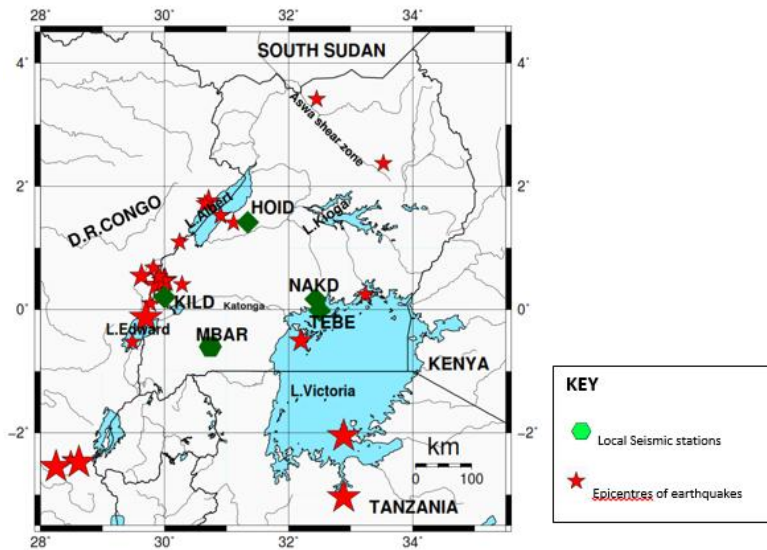 28° 30° 32° 34°
SOUTH SUDAN
4° 4°
Aswa shear zone
2° 2°
D.R.CONGO
L.Albert
HOID
L.Kioga
NAKD
KILD
Katonga
0° 0°
TEBE
L.Edward
MBAR
KENYA
L.Victoria
−2° −2°
km
0 100
TANZANIA
28° 30° 32° 34°
KEY
Local Seismic stations
Epicentres of earthquakes